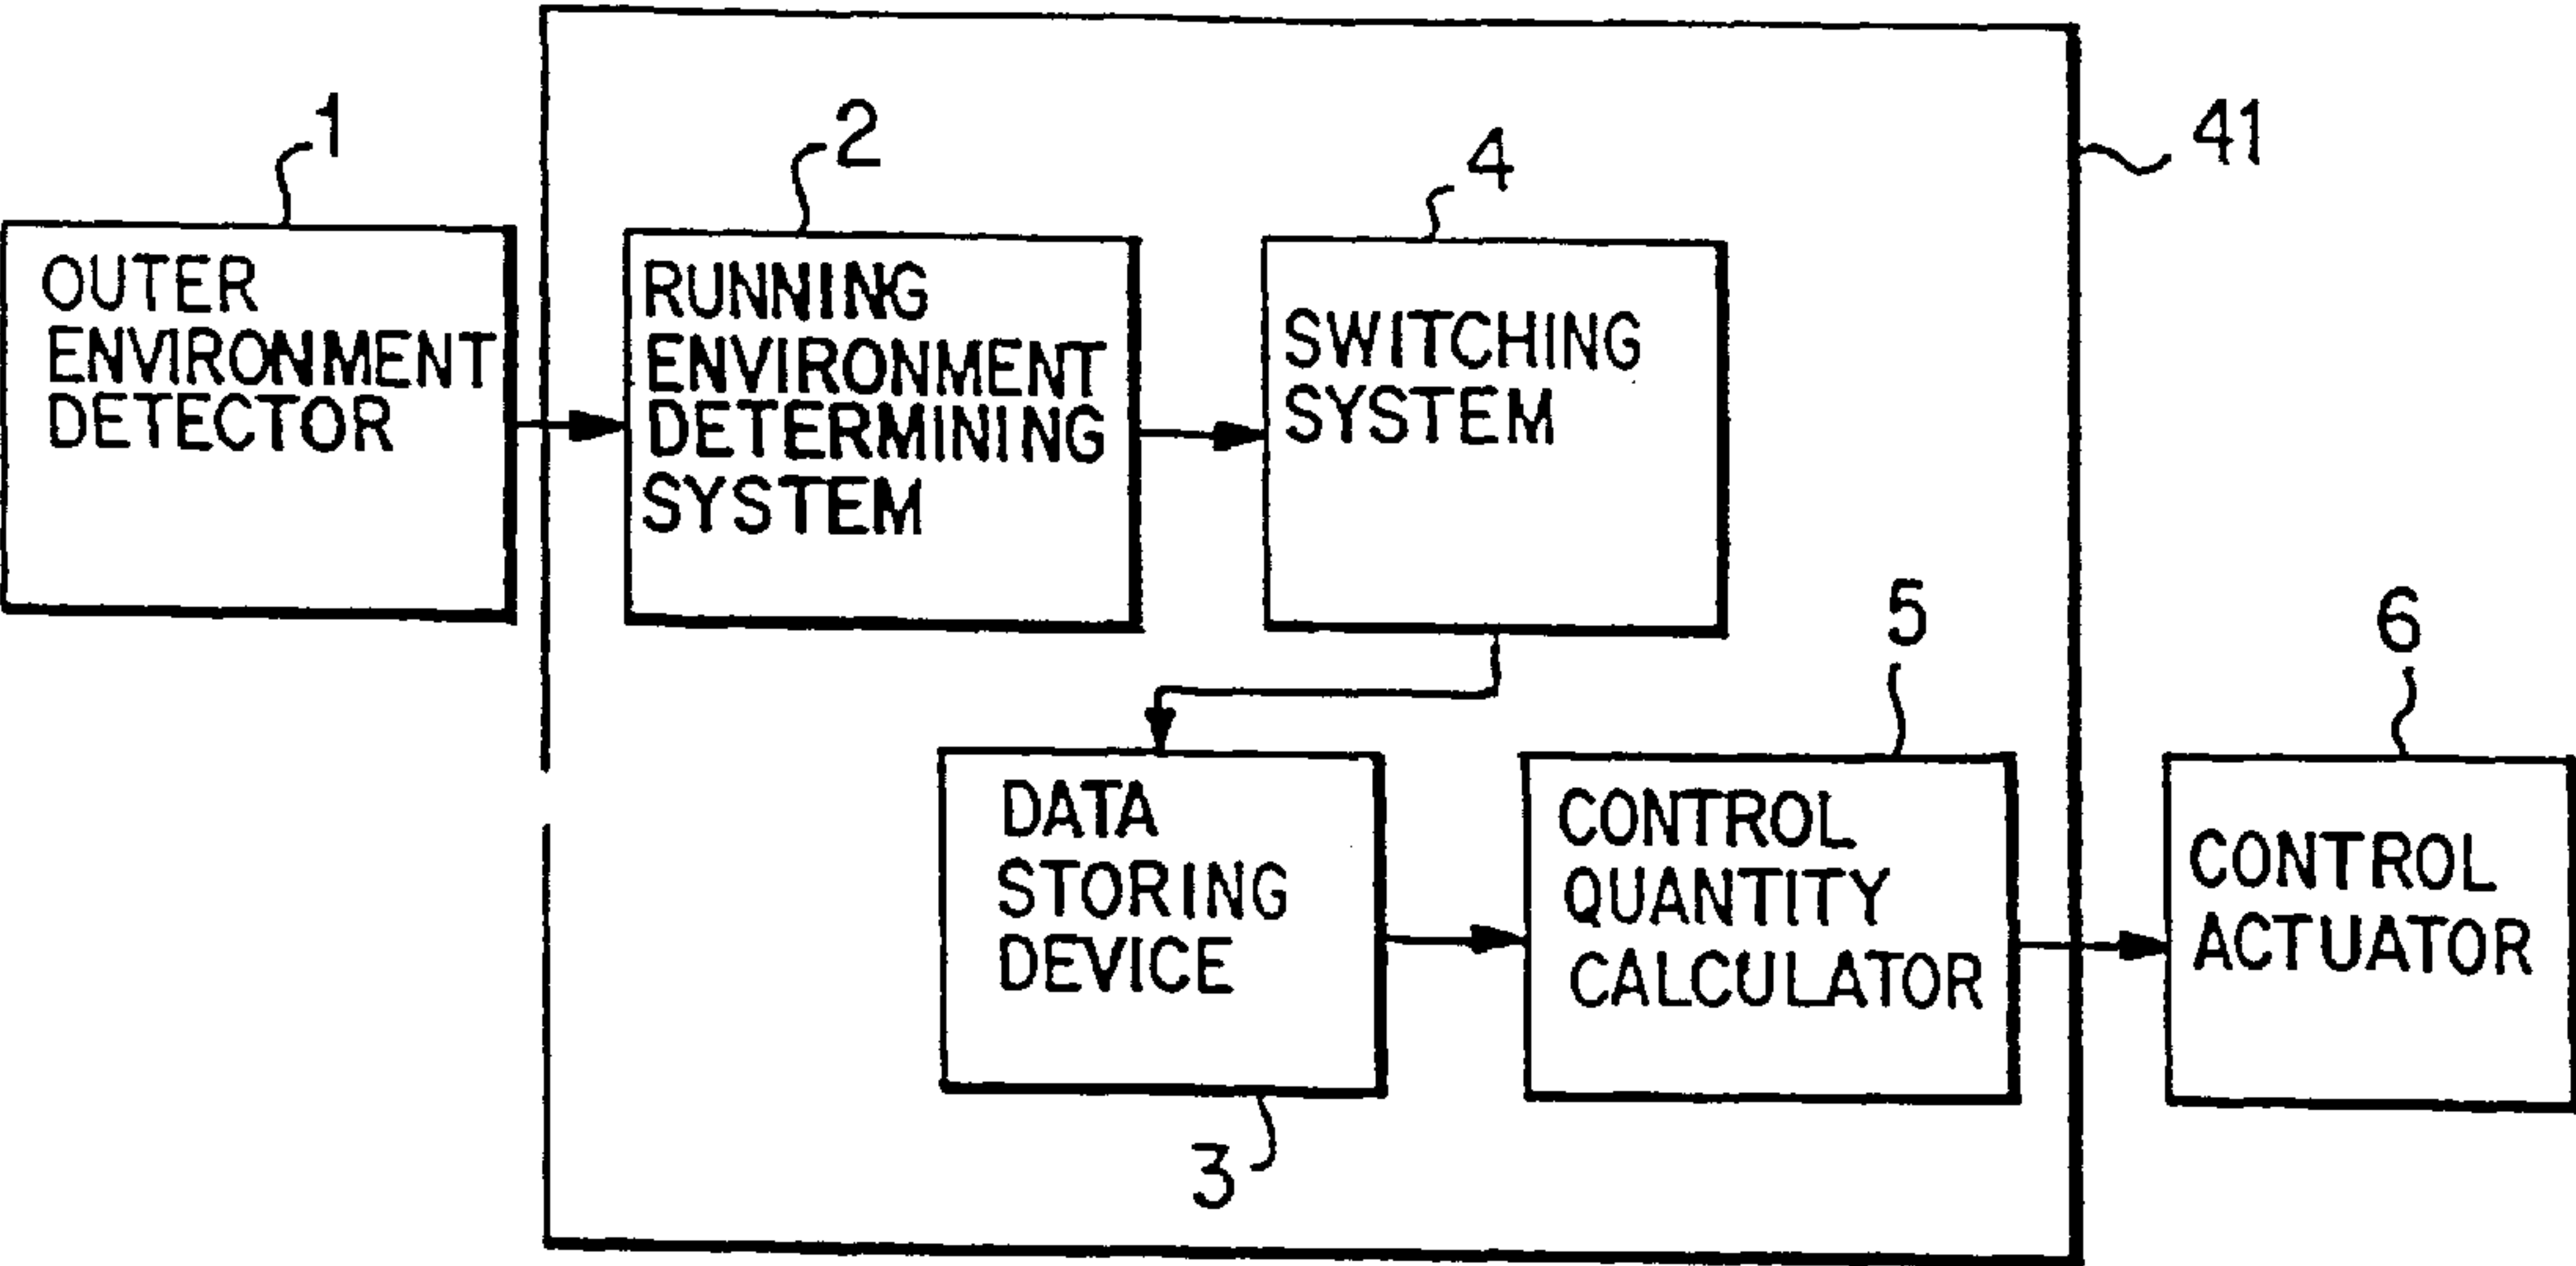 1
2
4
41
OUTER
ENVIRONMENT
DETECTOR
RUNNING
ENVIRONMENT
DETERMINING
SYSTEM
SWITCHING
SYSTEM
5
6
DATA
STORING
DEVICE
CONTROL
QUANTITY
CALCULATOR
CONTROL
ACTUATOR
3